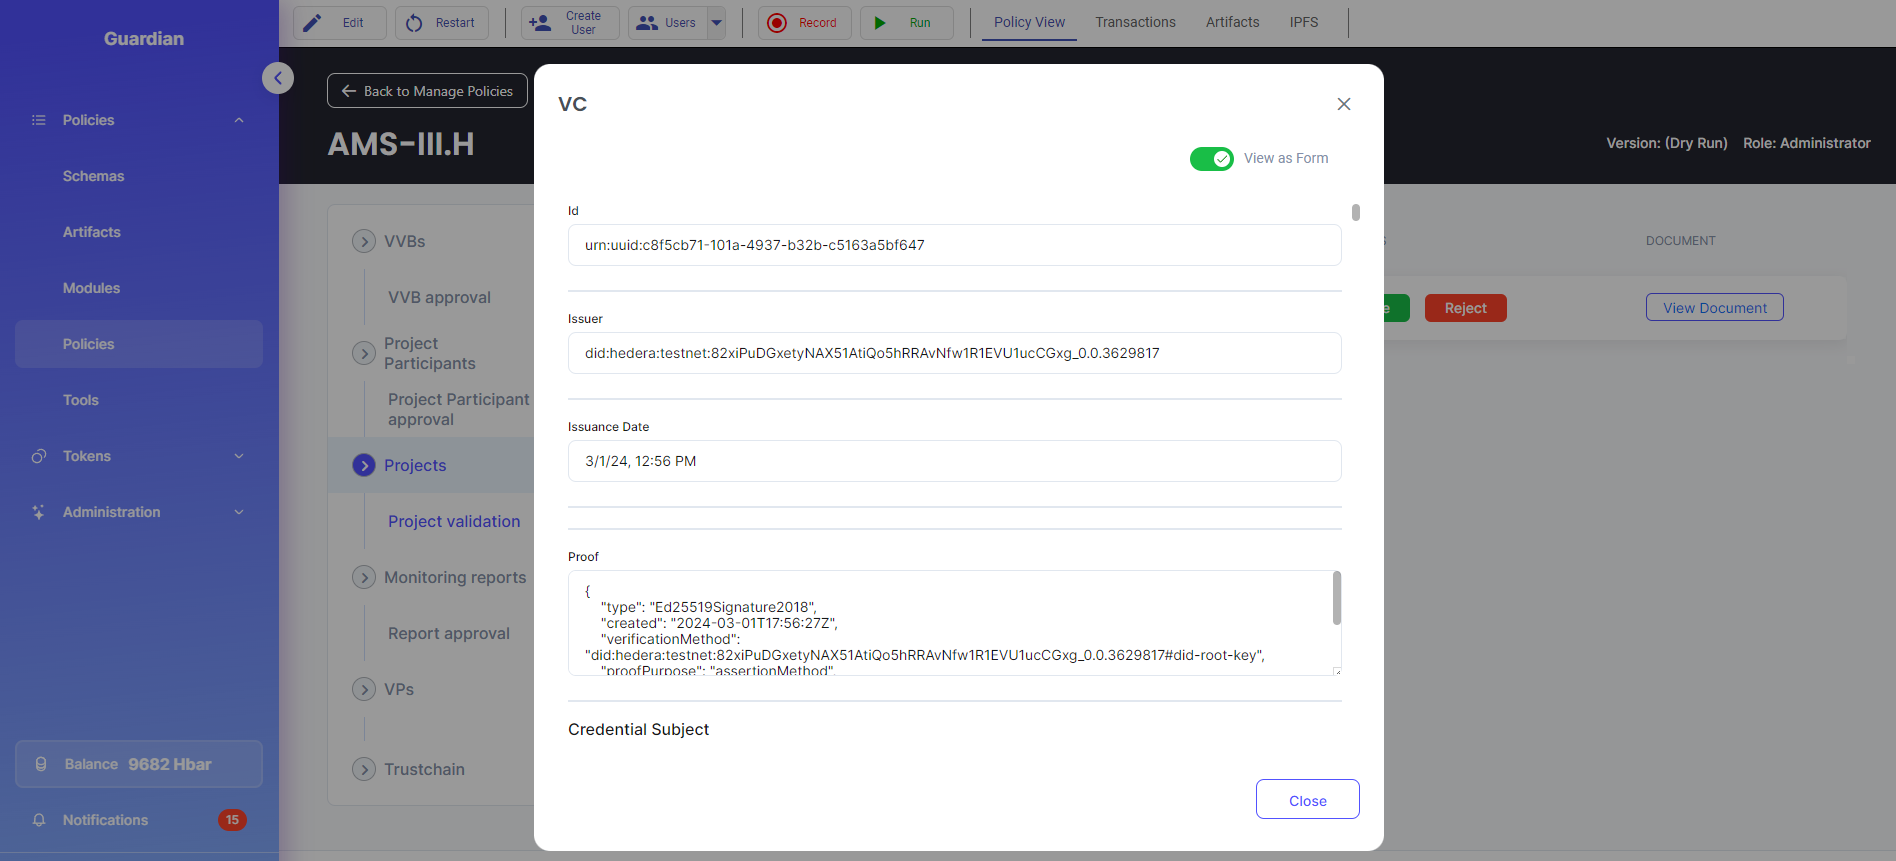 Guardian
Policies
Schemas
Artifacts
Modules
Policies
Tools
Tokens
Administration
Balance 9682 Hbar
Notifications 15
Edit
Restart
Create
User
Users
Record
Run
Policy View
Transactions
Artifacts
IPFS
Back to Manage Policies
AMS-III.H
Version: (Dry Run) Role: Administrator
VVBs
VVB approval
Project
Participants
Project Participant
approval
Projects
Project validation
Monitoring reports
Report approval
VPs
Trustchain
VC
View as Form
Id
urn:uuid:c8f5cb71-101a-4937-b32b-c5163a5bf647
Issuer
did:hedera:testnet:82xiPuDGxetyNAX51AtiQo5hRRAvNfw1R1EVU1ucCGxg_0.0.3629817
Issuance Date
3/1/24, 12:56 PM
Proof
{
"type": "Ed25519Signature2018",
"created": "2024-03-01T17:56:27Z",
"verificationMethod":
"did:hedera:testnet:82xiPuDGxetyNAX51AtiQo5hRRAvNfw1R1EVU1ucCGxg_0.0.3629817#did-root-key",
"proofPurpose": "assertionMethod",
Credential Subject
Close
DOCUMENT
Reject
View Document